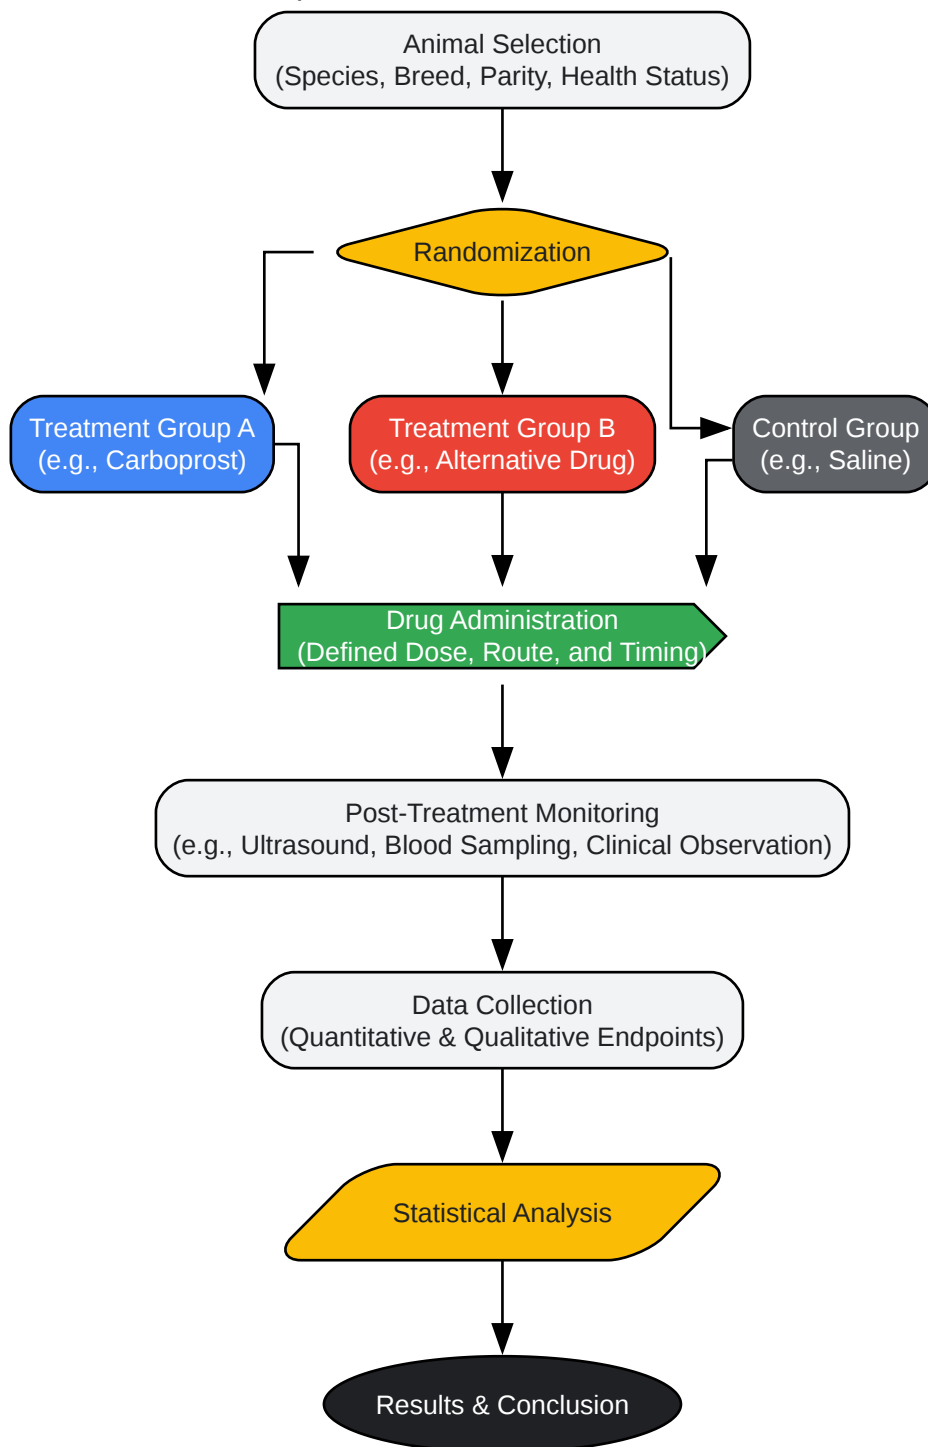 Animal Selection
(Species, Breed, Parity, Health Status)
Randomization
Treatment Group A
(e.g., Carboprost)
Treatment Group B
(e.g., Alternative Drug)
Control Group
(e.g., Saline)
Drug Administration
(Defined Dose, Route, and Timing)
Post-Treatment Monitoring
(e.g., Ultrasound, Blood Sampling, Clinical Observation)
Data Collection
(Quantitative & Qualitative Endpoints)
Statistical Analysis
Results & Conclusion